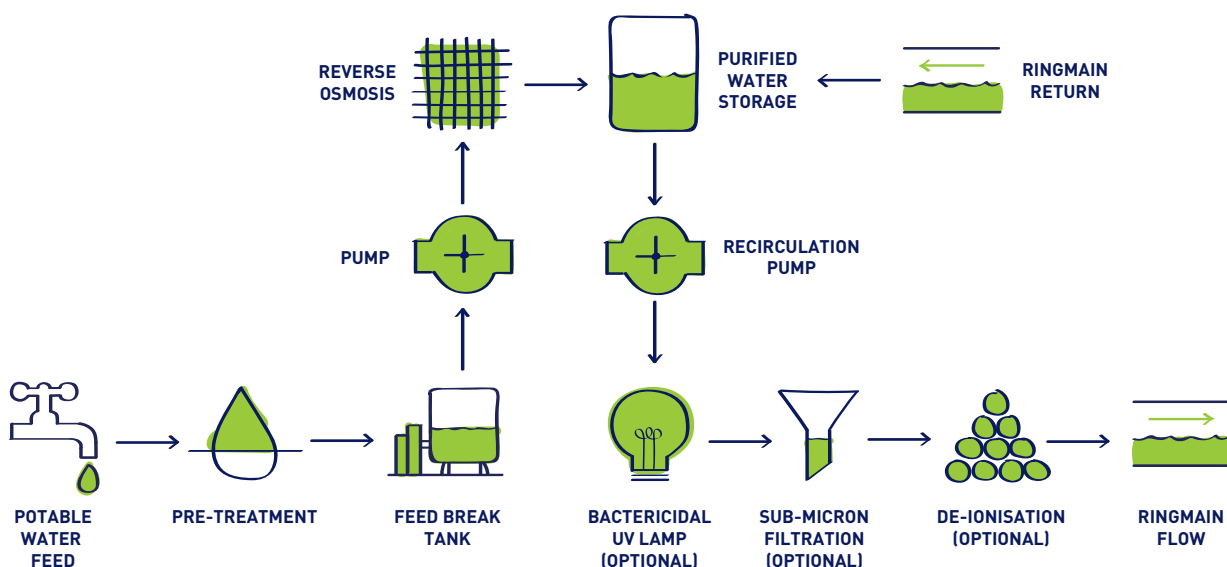 REVERSE
OSMOSIS
PURIFIED
WATER
STORAGE
RINGMAIN
RETURN
PUMP
RECIRCULATION
PUMP
POTABLE
WATER
FEED
PRE-TREATMENT
FEED BREAK
TANK
BACTERICIDAL
UV LAMP
(OPTIONAL)
SUB-MICRON
FILTRATION
(OPTIONAL)
DE-IONISATION
(OPTIONAL)
RINGMAIN
FLOW